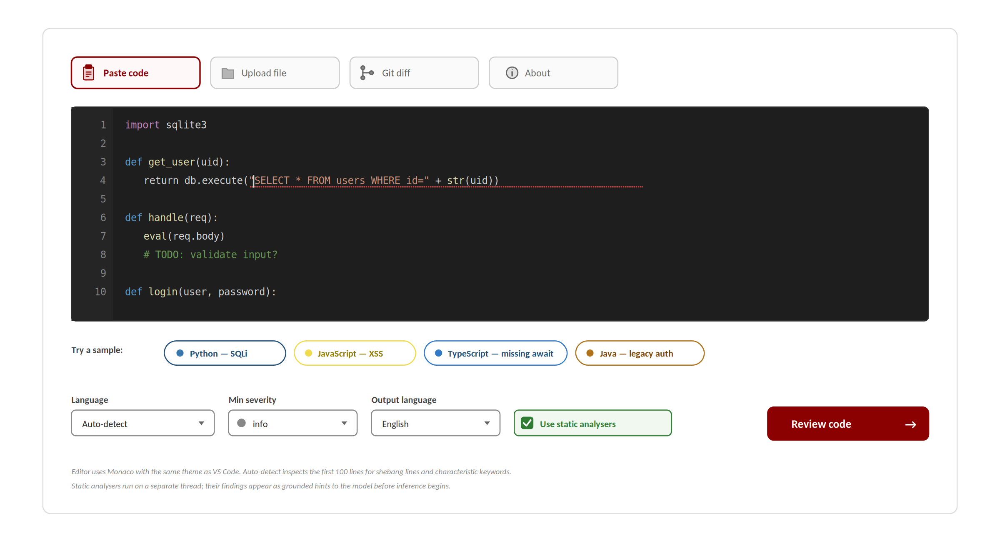 Paste code
Upload file
Git diff
About
1 import sqlite3
2
3 def get_user(uid):
4 return db.execute("SELECT * FROM users WHERE id=" + str(uid))
5
6 def handle(req):
7 eval(req.body)
8 # TODO: validate input?
9
10 def login(user, password):
Try a sample:
Python — SQLi
JavaScript — XSS
TypeScript — missing await
Java — legacy auth
Language
Min severity
Output language
Auto-detect
info
English
Use static analysers
Review code →
Editor uses Monaco with the same theme as VS Code. Auto-detect inspects the first 100 lines for shebang lines and characteristic keywords.
Static analysers run on a separate thread; their findings appear as grounded hints to the model before inference begins.